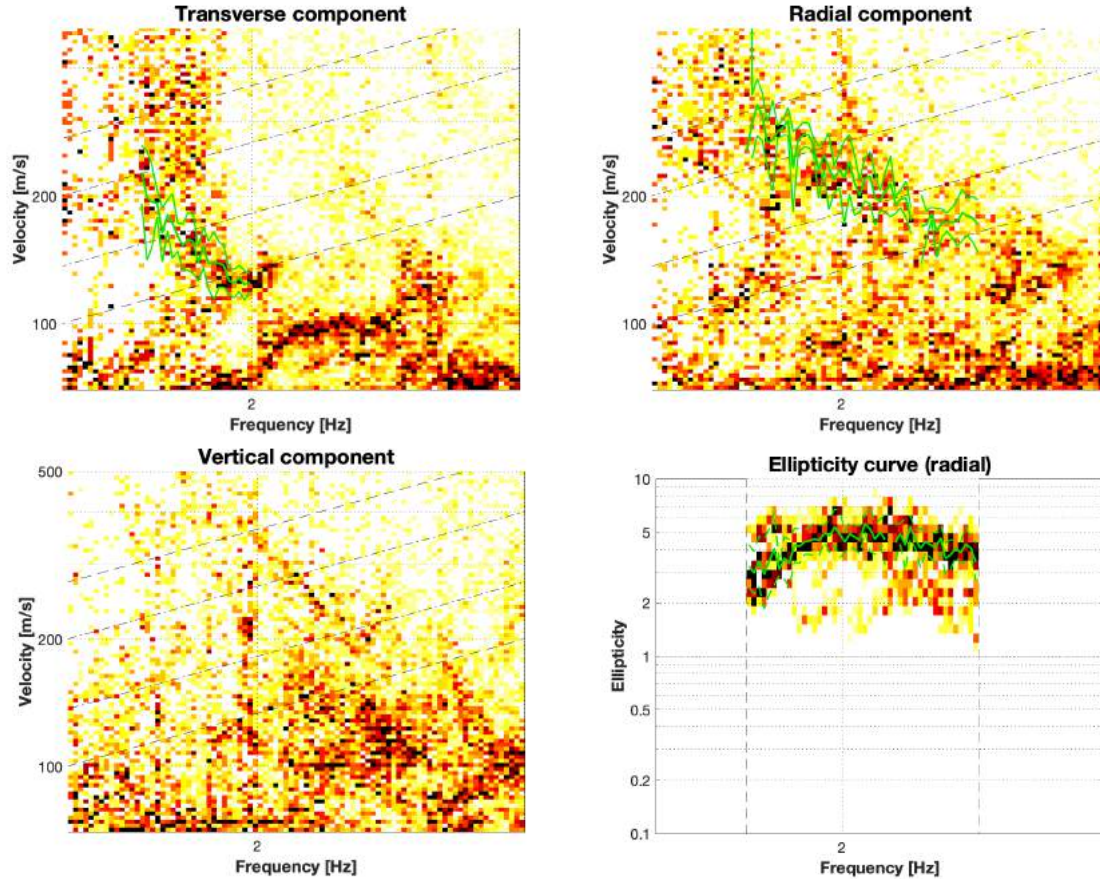 Transverse component
Velocity [m/s]
200
100
2
Frequency [Hz]
Radial component
Velocity [m/s]
200
100
2
Frequency [Hz]
Vertical component
Velocity [m/s]
500
200
100
2
Frequency [Hz]
Ellipticity curve (radial)
Ellipticity
10
5
2
1
0.5
0.2
0.1
2
Frequency [Hz]